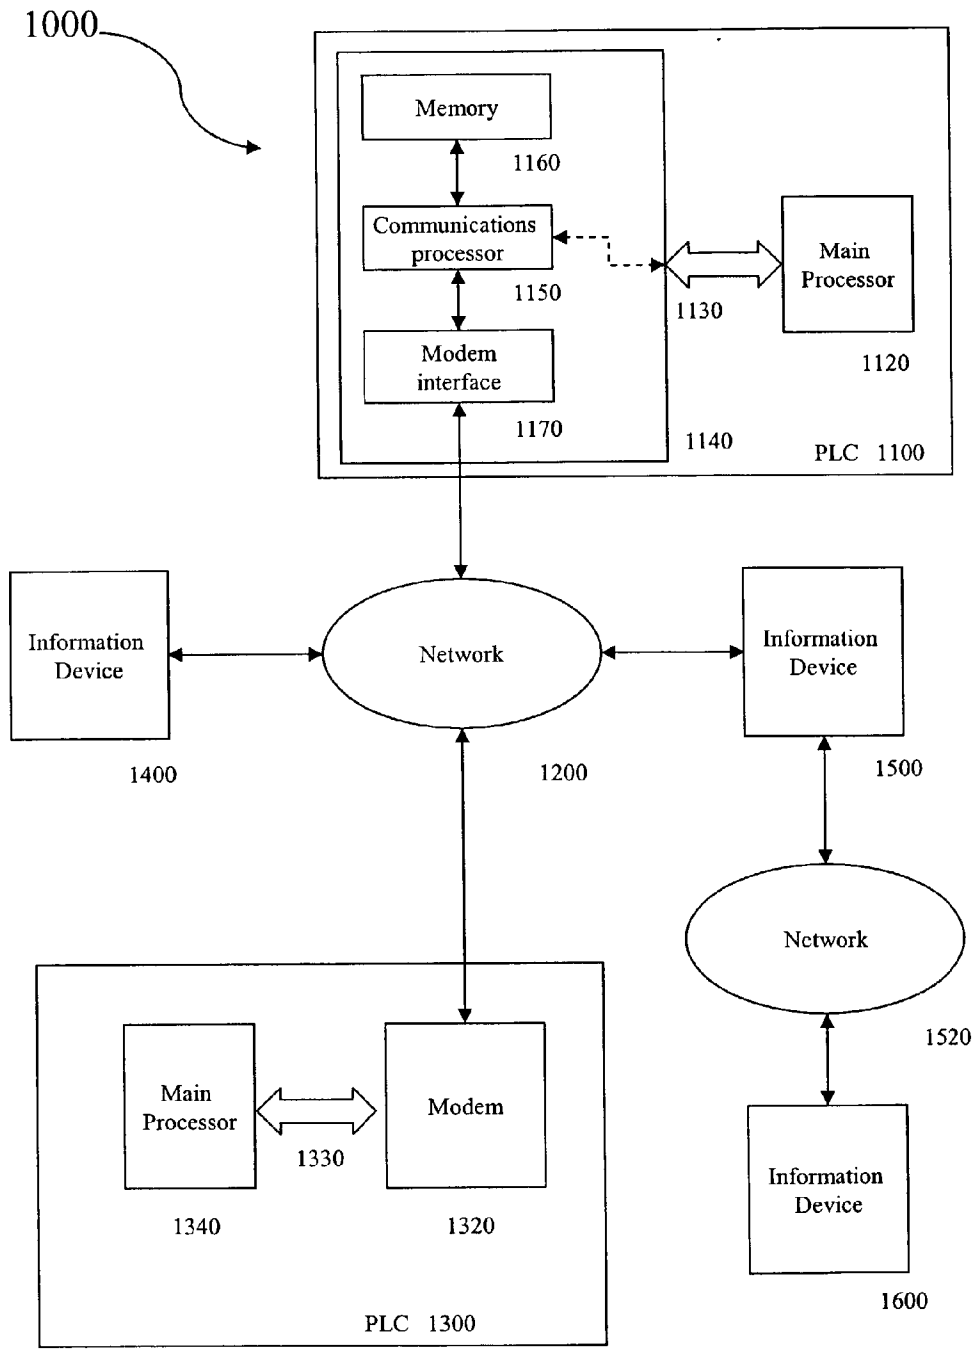 1000
Memory
1160
Communications
processor
1150
Main
Processor
1130
Modem
interface
1120
1170
1140
PLC 1100
Information
Device
Network
Information
Device
1400
1200
1500
Network
1520
Main
Processor
Modem
1330
Information
Device
1340
1320
1600
PLC 1300